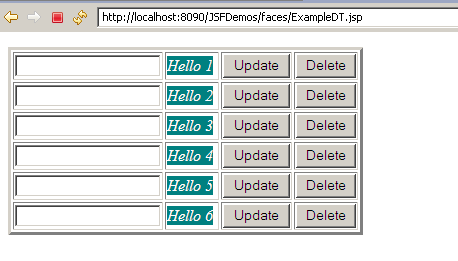 http://localhost:8090/JSFDemos/faces/ExampleDT.jsp
Hello 1 Update Delete
Hello 2 Update Delete
Hello 3 Update Delete
Hello 4 Update Delete
Hello 5 Update Delete
Hello 6 Update Delete